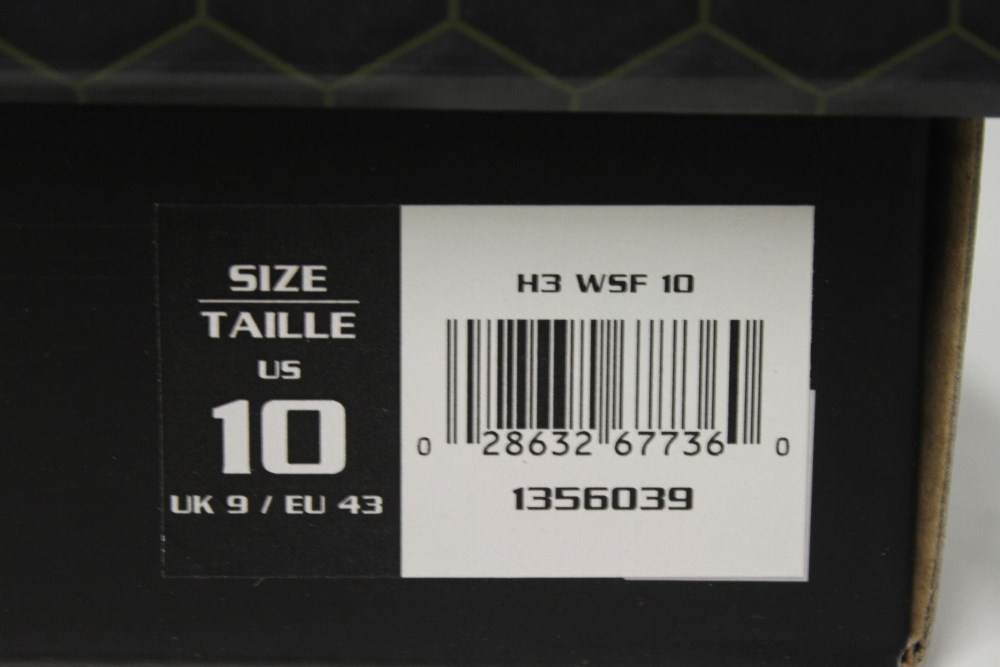 SIZE
TAILLE
US
10
UK 9 / EU 43
H3 WSF 10
0 28632 67736 0
1356039